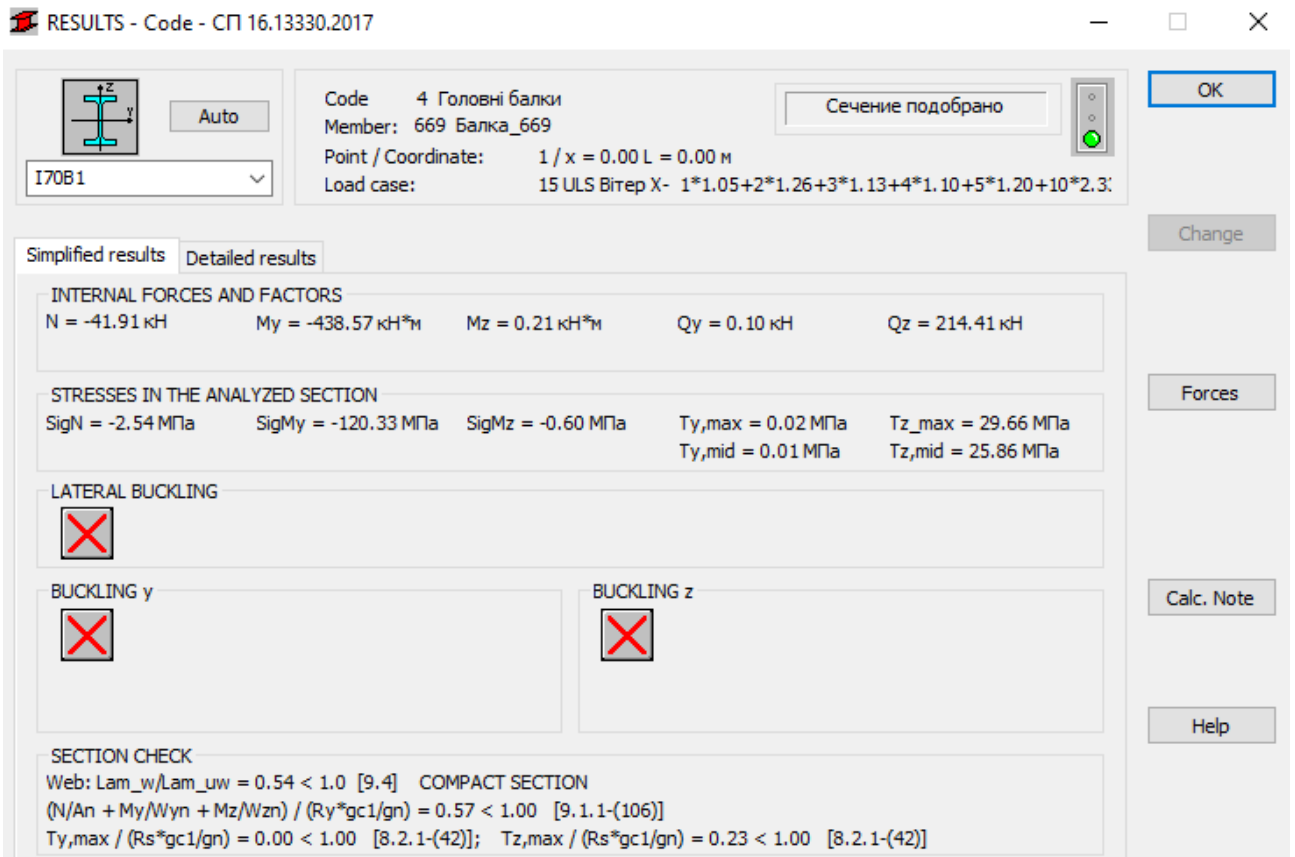 RESULTS - Code - СП 16.13330.2017
z
y
Auto
I70B1
Code 4 Головні балки
Member: 669 Балка_669
Point / Coordinate: 1 / x = 0.00 L = 0.00 м
Load case: 15 ULS Вітер X- 1*1.05+2*1.26+3*1.13+4*1.10+5*1.20+10*2.3
Сечение подобрано
OK
Change
Simplified results Detailed results
INTERNAL FORCES AND FACTORS
N = -41.91 кН My = -438.57 кН*м Mz = 0.21 кН*м Qy = 0.10 кН Qz = 214.41 кН
Forces
STRESSES IN THE ANALYZED SECTION
SigN = -2.54 МПа SigMy = -120.33 МПа SigMz = -0.60 МПа Ty,max = 0.02 МПа Tz_max = 29.66 МПа
Ty,mid = 0.01 МПа Tz,mid = 25.86 МПа
LATERAL BUCKLING
BUCKLING y BUCKLING z
Calc. Note
Help
SECTION CHECK
Web: Lam_w/Lam_uw = 0.54 < 1.0 [9.4] COMPACT SECTION
(N/An + My/Wyn + Mz/Wzn) / (Ry*gc1/gn) = 0.57 < 1.00 [9.1.1-(106)]
Ty,max / (Rs*gc1/gn) = 0.00 < 1.00 [8.2.1-(42)]; Tz,max / (Rs*gc1/gn) = 0.23 < 1.00 [8.2.1-(42)]